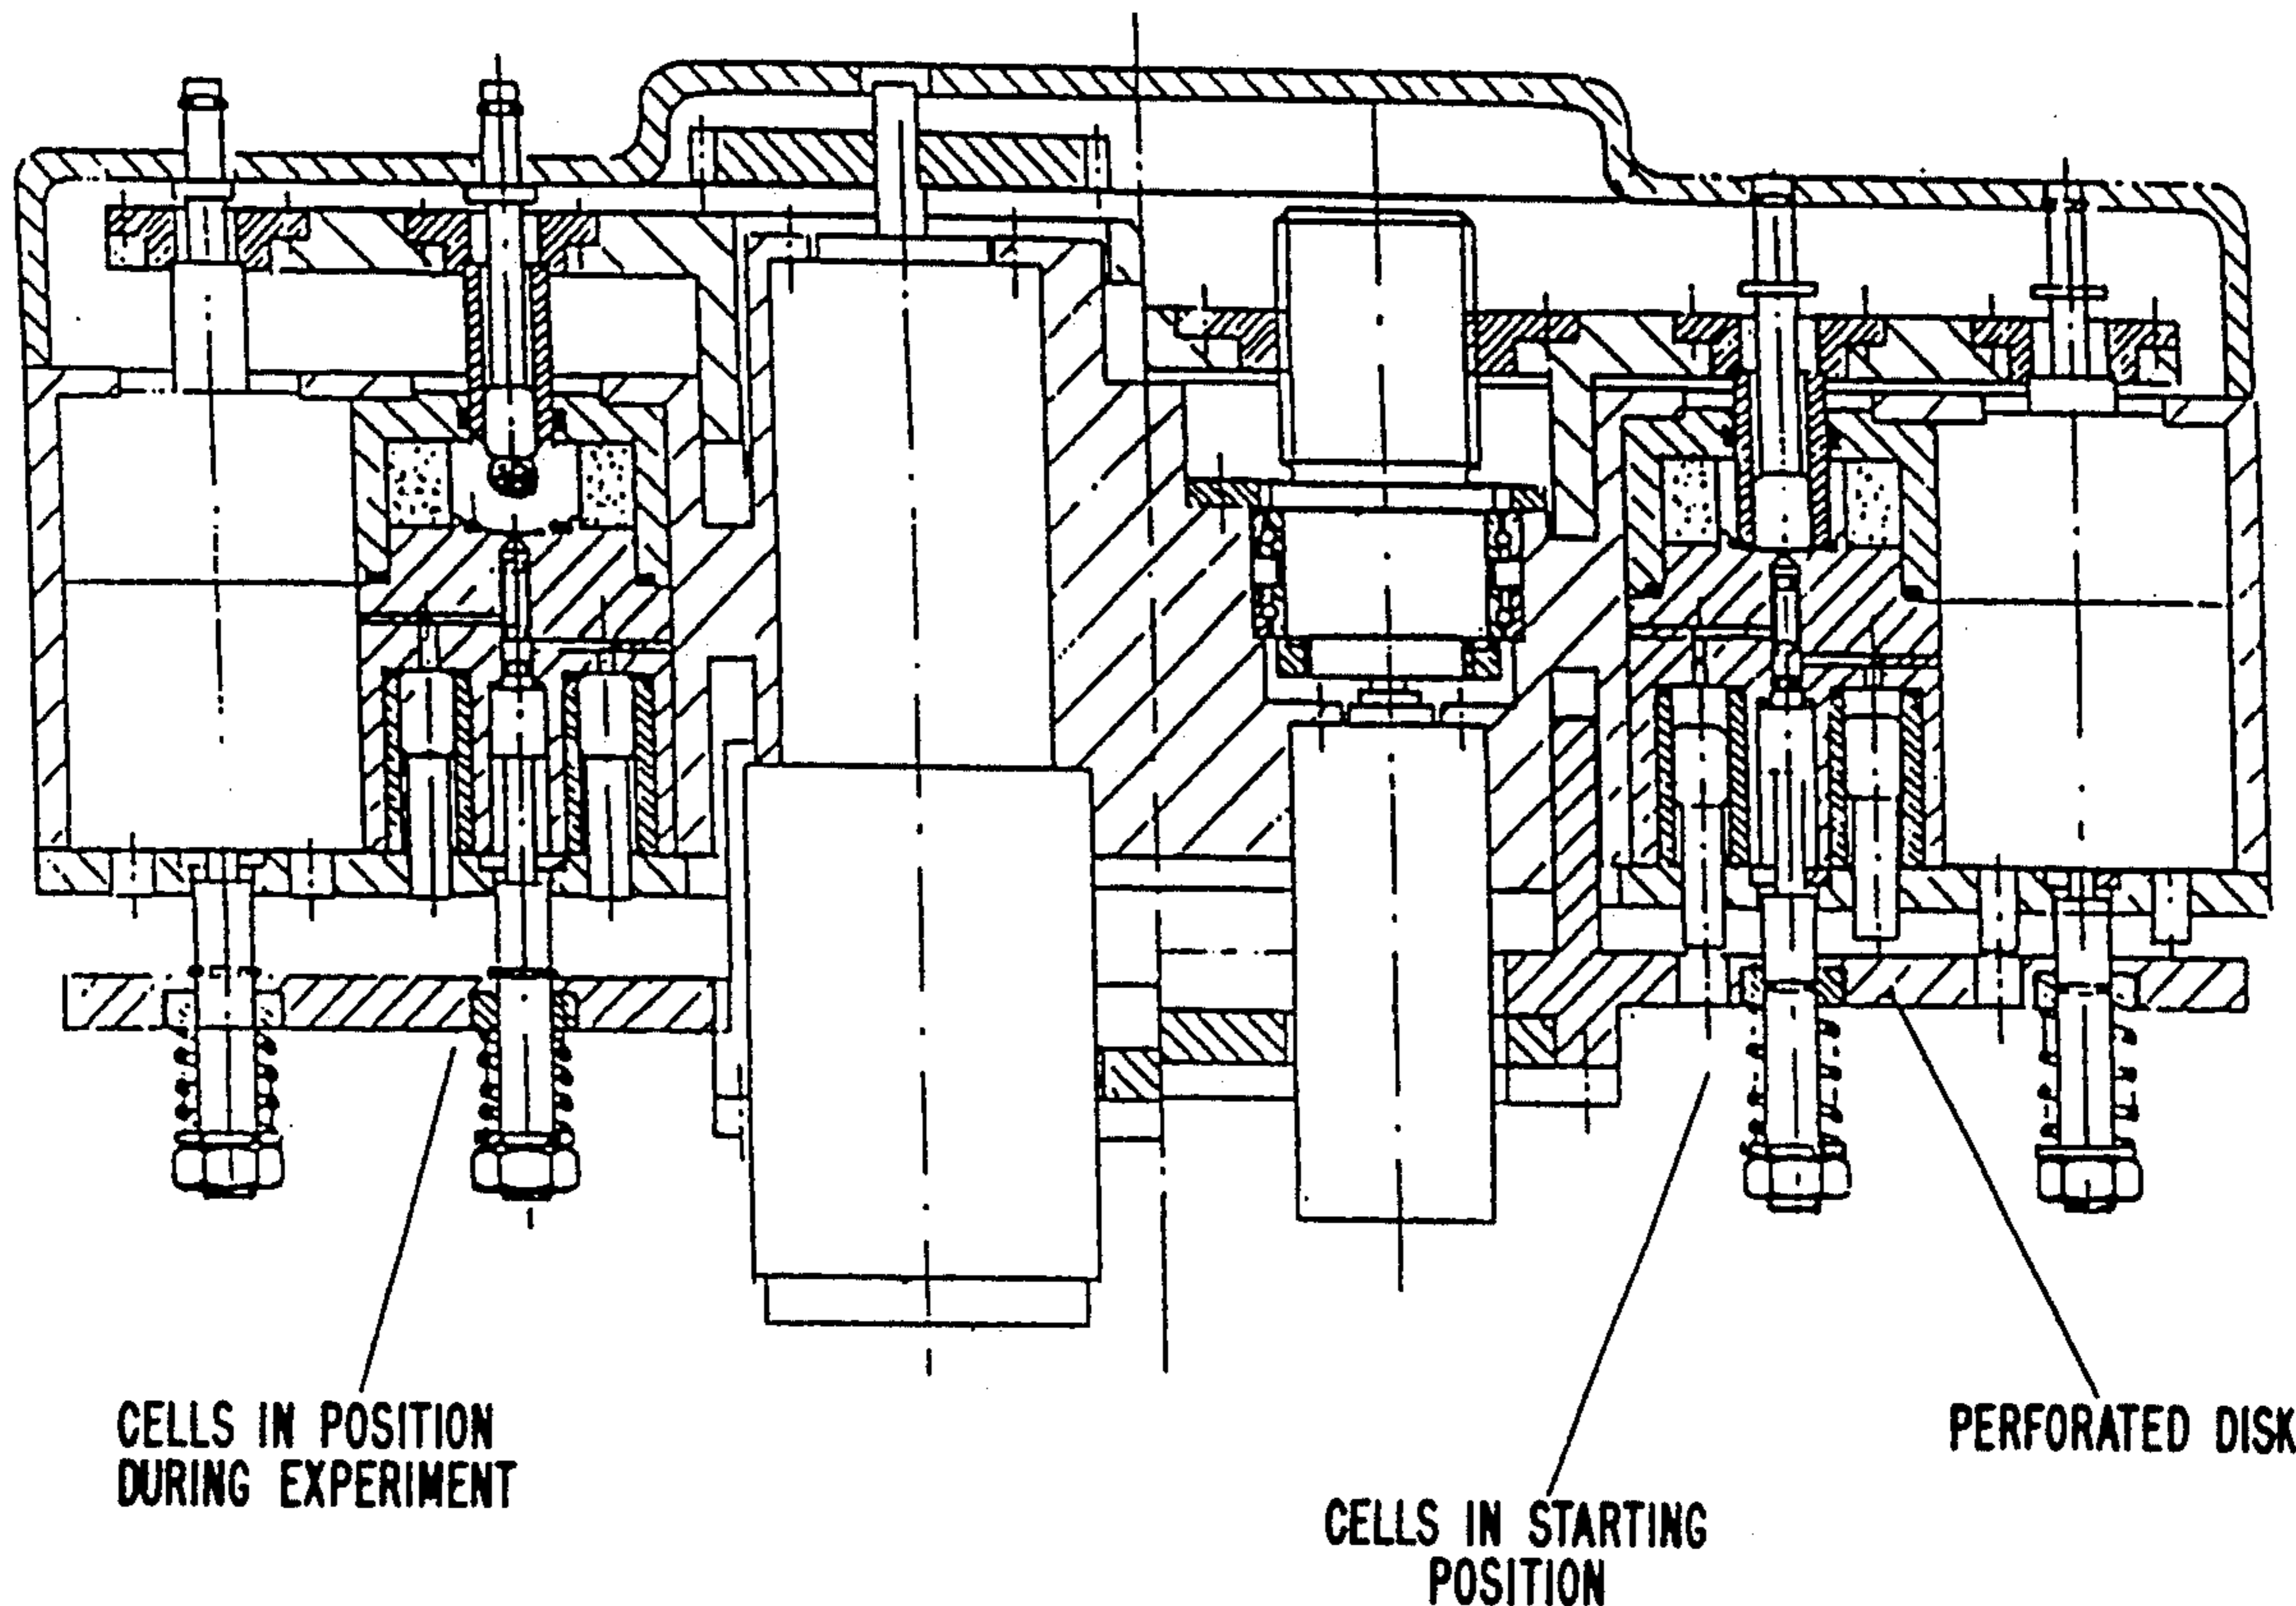 CELLS IN POSITION
DURING EXPERIMENT
CELLS IN STARTING
POSITION
PERFORATED DISK